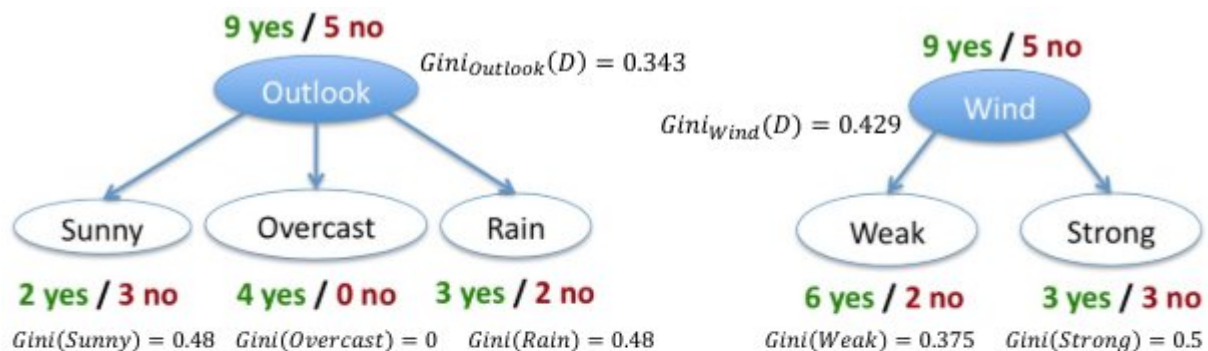 9 yes / 5 no
Outlook
Gini_Outlook(D) = 0.343
Sunny
Overcast
Rain
2 yes / 3 no
4 yes / 0 no
3 yes / 2 no
Gini(Sunny) = 0.48
Gini(Overcast) = 0
Gini(Rain) = 0.48
9 yes / 5 no
Wind
Gini_Wind(D) = 0.429
Weak
Strong
6 yes / 2 no
3 yes / 3 no
Gini(Weak) = 0.375
Gini(Strong) = 0.5